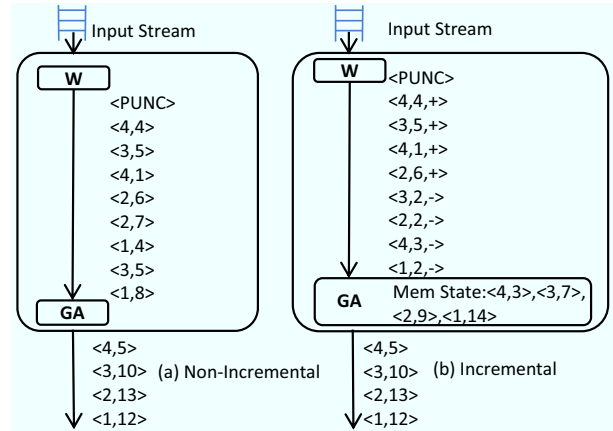 Input Stream
W
<PUNC>
<4,4>
<3,5>
<4,1>
<2,6>
<2,7>
<1,4>
<3,5>
<1,8>
GA
<4,5>
<3,10>
<2,13>
<1,12>
(a) Non-Incremental
Input Stream
W
<PUNC>
<4,4,+>
<3,5,+>
<4,1,+>
<2,6,+>
<3,2,->
<2,2,->
<4,3,->
<1,2,->
GA
Mem State:<4,3>,<3,7>,
<2,9>,<1,14>
<4,5>
<3,10>
<2,13>
<1,12>
(b) Incremental